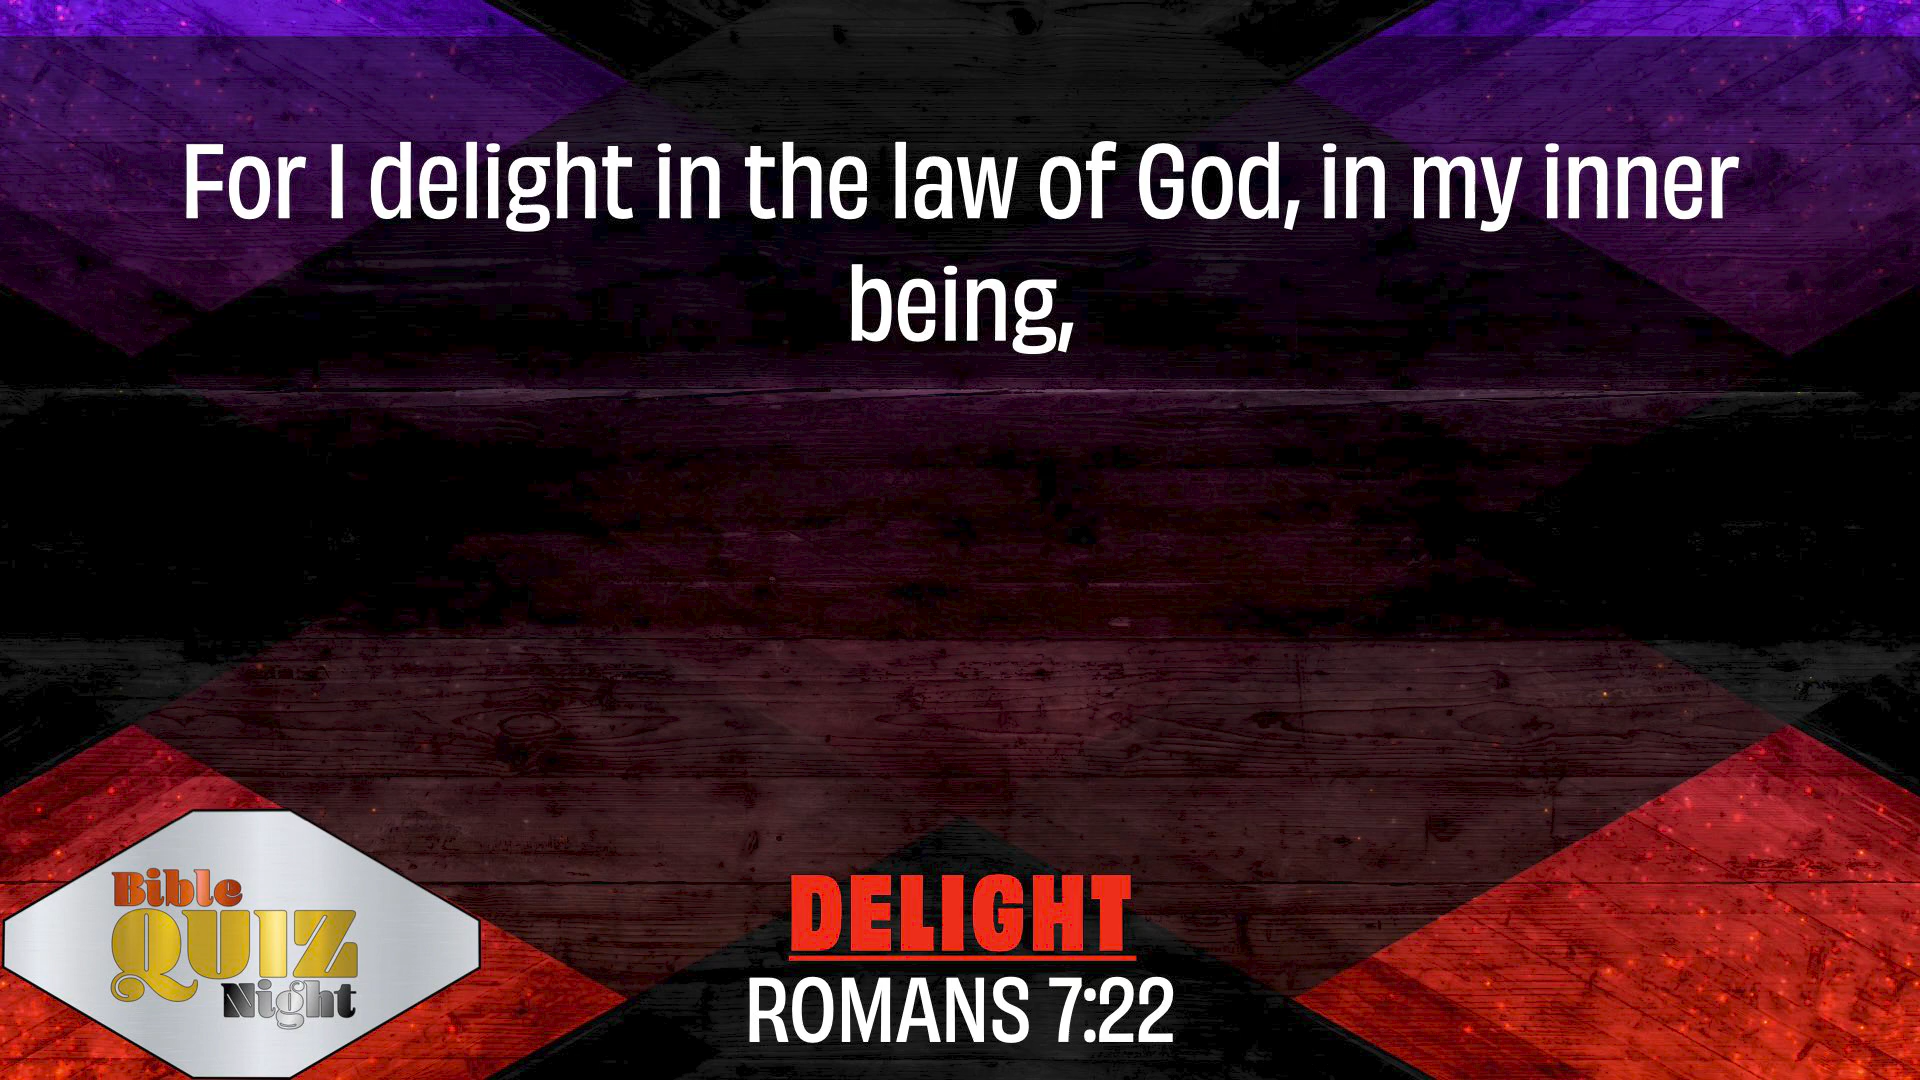 For I delight in the law of God, in my inner
being,
DELIGHT
ROMANS 7:22
Bible
QUIZ
Night